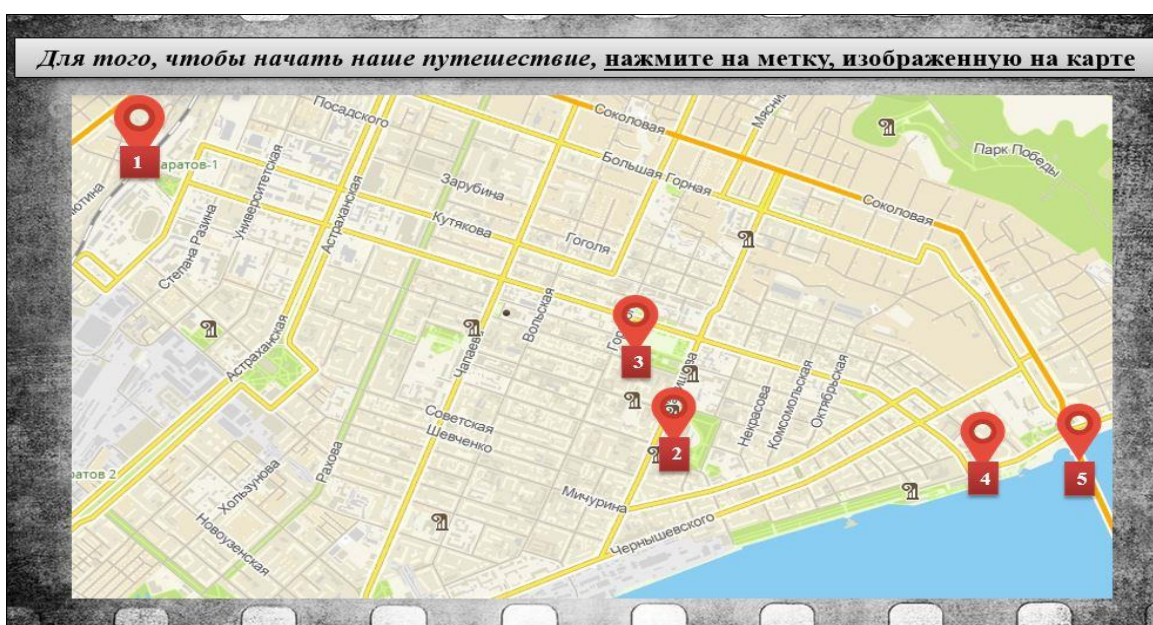 Для того, чтобы начать наше путешествие, нажмите на метку, изображенную на карте
Посадского
Соколовая
1
Университетская
Зарубина
Большая Горная
Парк Победы
Соколовая
Степана Разина
Астраханская
Кутякова
Гоголя
Вольская
Чапаева
3
Астраханская
Некрасова
Комсомольская
Октябрьская
Советская
Шевченко
2
4
5
Рахова
Хользунова
Мичурина
Новоузенская
Чернышевского